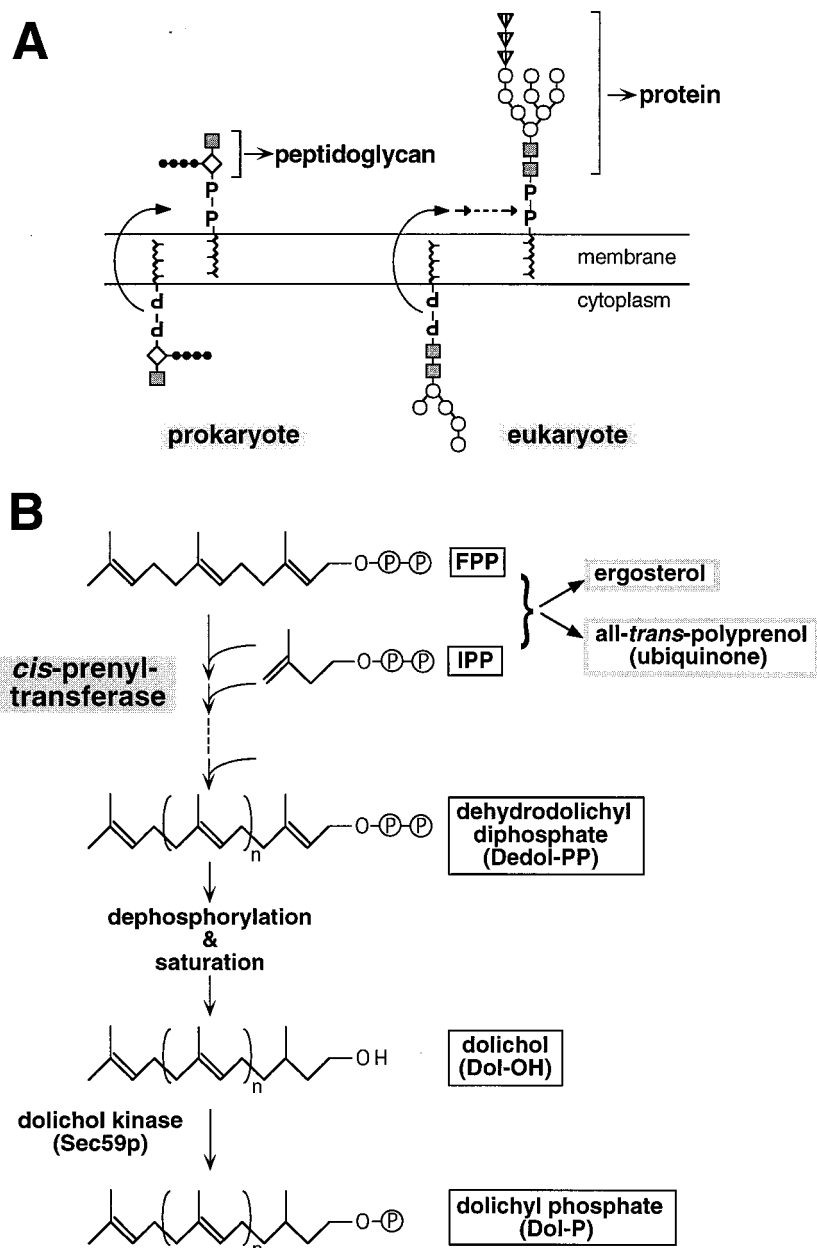 A
protein
peptidoglycan
P
P
P
P
membrane
cytoplasm
P
P
P
P
prokaryote
eukaryote
B
O-P-P
FPP
ergosterol
all-trans-polyprenol
(ubiquinone)
O-P-P
IPP
cis-prenyl-
transferase
O-P-P
n
dehydrodolichyl
diphosphate
(Dedol-PP)
dephosphorylation
&
saturation
OH
n
dolichol
(Dol-OH)
dolichol kinase
(Sec59p)
O-P
n
dolichyl phosphate
(Dol-P)